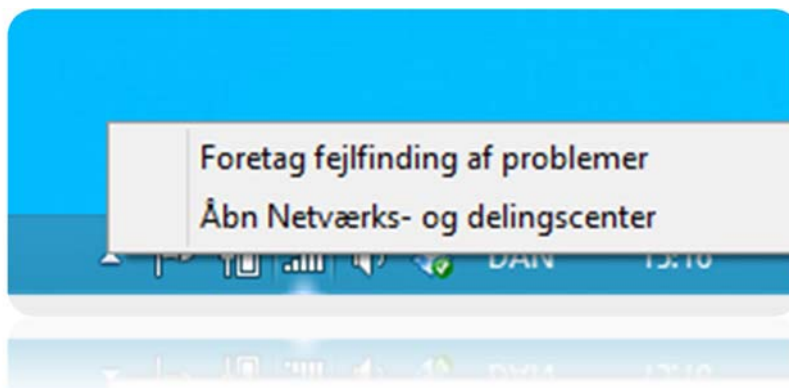 Foretag fejlfinding af problemer
Åbn Netværks- og delingscenter
DAN